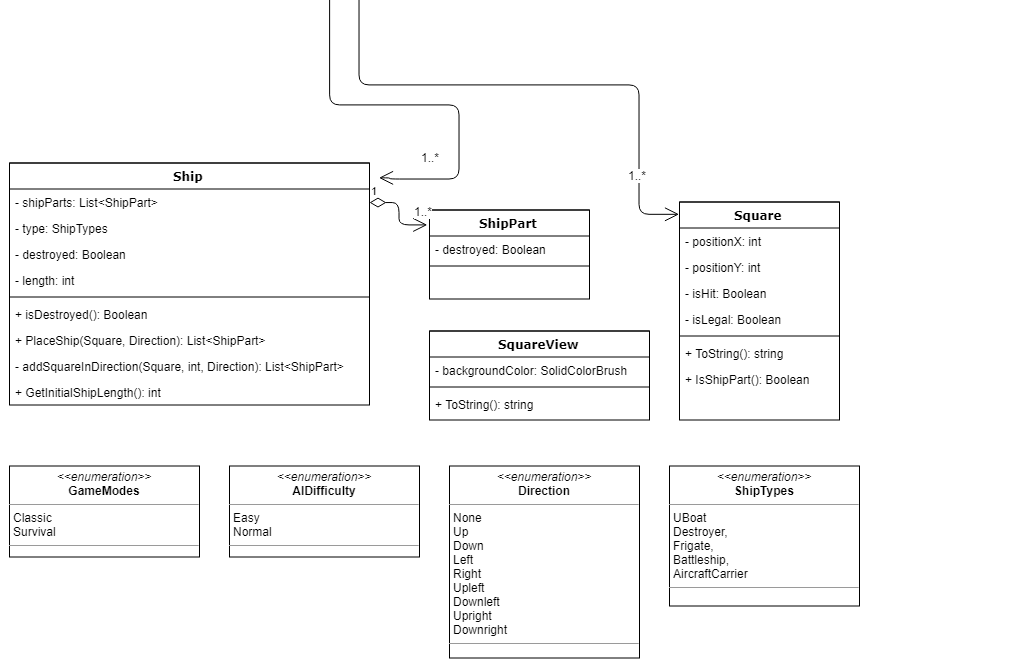 1..*
1..*
Ship
- shipParts: List<ShipPart>
- type: ShipTypes
- destroyed: Boolean
- length: int
+ isDestroyed(): Boolean
+ PlaceShip(Square, Direction): List<ShipPart>
- addSquareInDirection(Square, int, Direction): List<ShipPart>
+ GetInitialShipLength(): int
1
1..*
ShipPart
- destroyed: Boolean
SquareView
- backgroundColor: SolidColorBrush
+ ToString(): string
Square
- positionX: int
- positionY: int
- isHit: Boolean
- isLegal: Boolean
+ ToString(): string
+ IsShipPart(): Boolean
<<enumeration>>
GameModes
Classic
Survival
<<enumeration>>
AIDifficulty
Easy
Normal
<<enumeration>>
Direction
None
Up
Down
Left
Right
Upleft
Downleft
Upright
Downright
<<enumeration>>
ShipTypes
UBoat
Destroyer,
Frigate,
Battleship,
AircraftCarrier